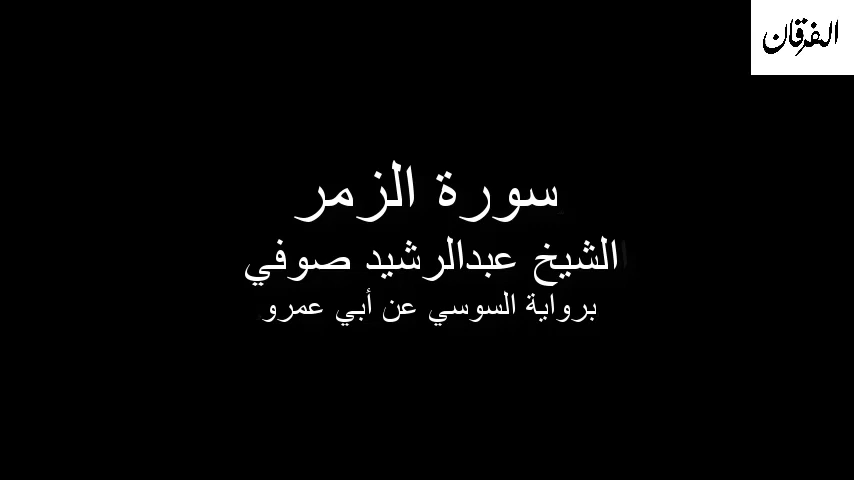 الفرقان
سورة الزمر
الشيخ عبدالرشيد صوفي
برواية السوسي عن أبي عمرو